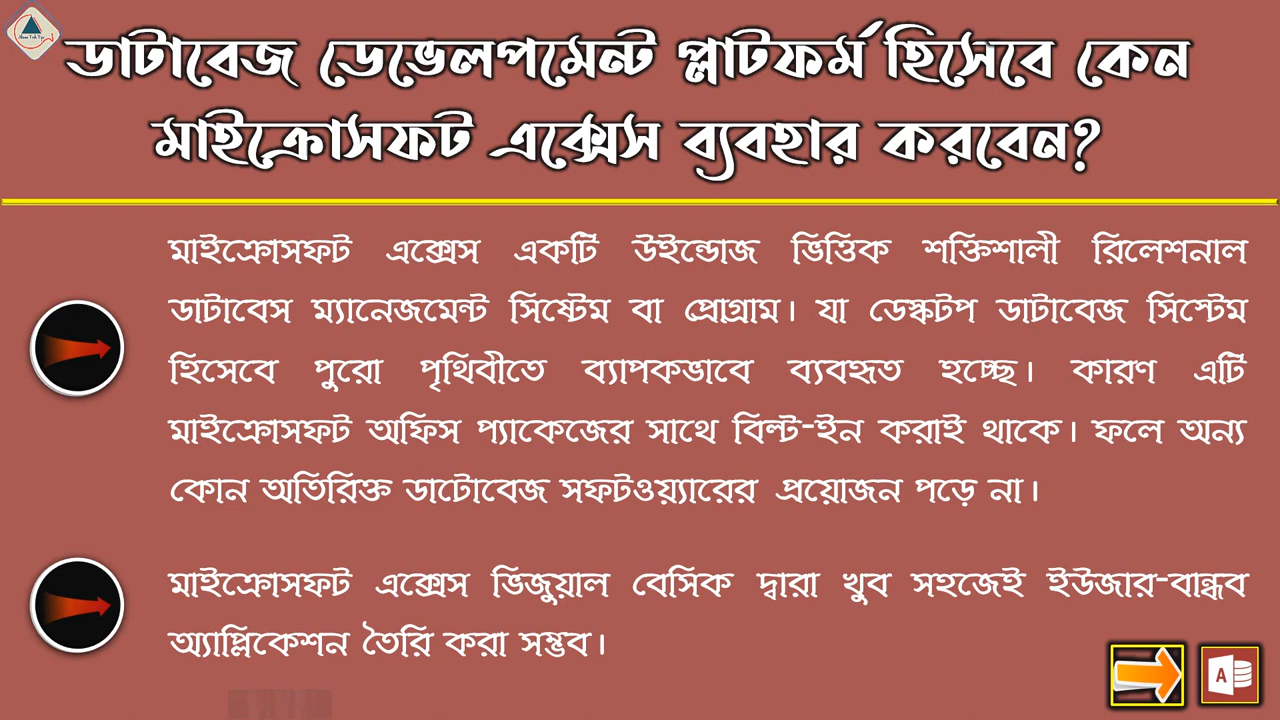 ডাটাবেজ ডেভেলপমেন্ট প্লাটফর্ম হিসেবে কেন
মাইক্রোসফট এক্সেস ব্যবহার করবেন?
মাইক্রোসফট এক্সেস একটি উইন্ডোজ ভিত্তিক শক্তিশালী রিলেশনাল
ডাটাবেস ম্যানেজমেন্ট সিষ্টেম বা প্রোগ্রাম। যা ডেস্কটপ ডাটাবেজ সিস্টেম
হিসেবে পুরো পৃথিবীতে ব্যাপকভাবে ব্যবহৃত হচ্ছে। কারণ এটি
মাইক্রোসফট অফিস প্যাকেজের সাথে বিল্ট-ইন করাই থাকে। ফলে অন্য
কোন অতিরিক্ত ডাটোবেজ সফটওয়্যারের প্রয়োজন পড়ে না।
মাইক্রোসফট এক্সেস ভিজুয়াল বেসিক দ্বারা খুব সহজেই ইউজার-বান্ধব
অ্যাপ্লিকেশন তৈরি করা সম্ভব।
A